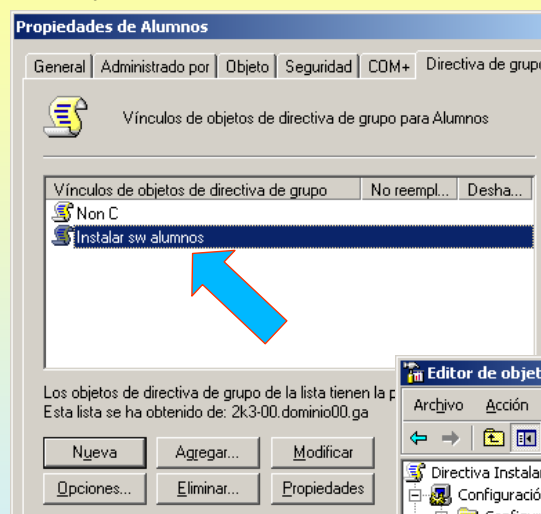 Propiedades de Alumnos
General Administrado por Objeto Seguridad COM+ Directiva de grupo
Vínculos de objetos de directiva de grupo para Alumnos
Vínculos de objetos de directiva de grupo No reempl... Desha...
Non C
Instalar sw alumnos
Los objetos de directiva de grupo de la lista tienen la p
Esta lista se ha obtenido de: 2k3-00.dominio00.ga
Nueva Agregar... Modificar
Opciones... Eliminar... Propiedades
Editor de objet
Archivo Acción
Directiva Instalar
Configuració